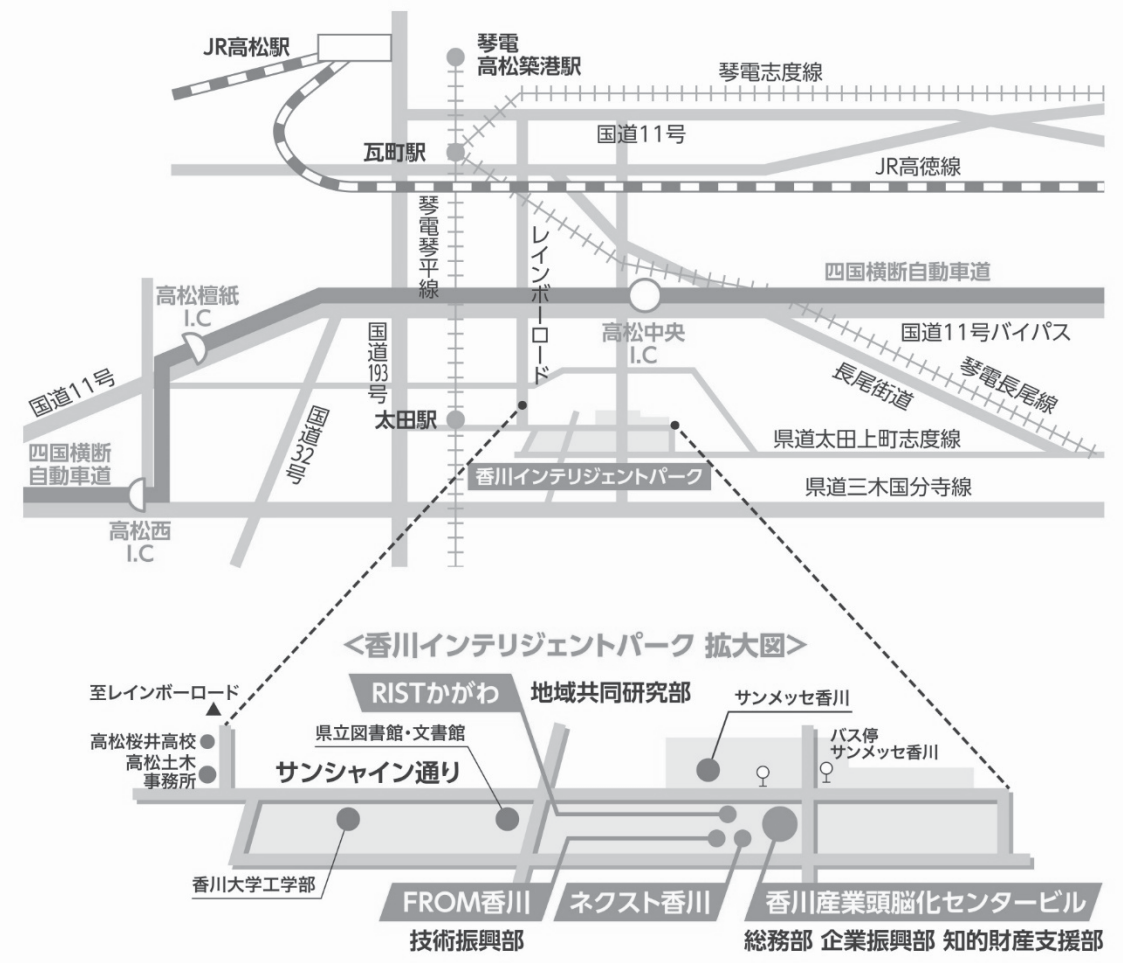 JR高松駅
琴電
高松築港駅
琴電志度線
国道11号
瓦町駅
JR高徳線
琴電琴平線
レインボーロード
四国横断自動車道
高松檀紙
I.C
高松中央
I.C
国道11号バイパス
国道193号
琴電長尾線
長尾街道
国道11号
国道32号
太田駅
四国横断
自動車道
県道太田上町志度線
香川インテリジェントパーク
県道三木国分寺線
高松西
I.C
<香川インテリジェントパーク 拡大図>
至レインボーロード
RISTかがわ
地域共同研究部
サンメッセ香川
高松桜井高校
県立図書館・文書館
バス停
サンメッセ香川
高松土木
事務所
サンシャイン通り
香川大学工学部
FROM香川
技術振興部
ネクスト香川
香川産業頭脳化センタービル
総務部 企業振興部 知的財産支援部